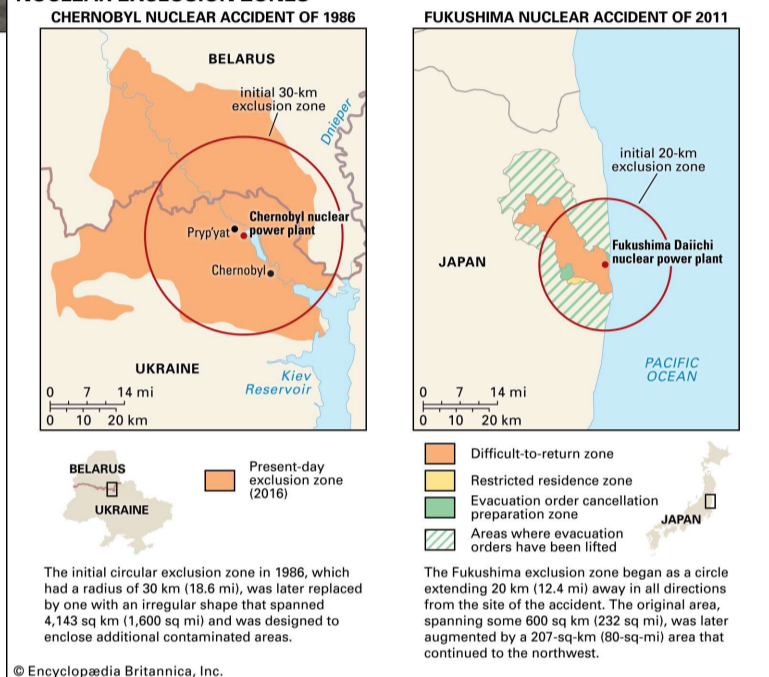 NUCLEAR EXCLUSION ZONES
CHERNOBYL NUCLEAR ACCIDENT OF 1986
BELARUS
initial 30-km
exclusion zone
Dnieper
Chernobyl nuclear
power plant
Pryp'yat
Chernobyl
UKRAINE
Kiev
Reservoir
0 7 14 mi
0 10 20 km
BELARUS
UKRAINE
Present-day
exclusion zone
(2016)
The initial circular exclusion zone in 1986, which
had a radius of 30 km (18.6 mi), was later replaced
by one with an irregular shape that spanned
4,143 sq km (1,600 sq mi) and was designed to
enclose additional contaminated areas.
FUKUSHIMA NUCLEAR ACCIDENT OF 2011
initial 20-km
exclusion zone
Fukushima Daiichi
nuclear power plant
JAPAN
PACIFIC
OCEAN
0 7 14 mi
0 10 20 km
Difficult-to-return zone
Restricted residence zone
Evacuation order cancellation
preparation zone
Areas where evacuation
orders have been lifted
JAPAN
The Fukushima exclusion zone began as a circle
extending 20 km (12.4 mi) away in all directions
from the site of the accident. The original area,
spanning some 600 sq km (232 sq mi), was later
augmented by a 207-sq-km (80-sq-mi) area that
continued to the northwest.
© Encyclopædia Britannica, Inc.